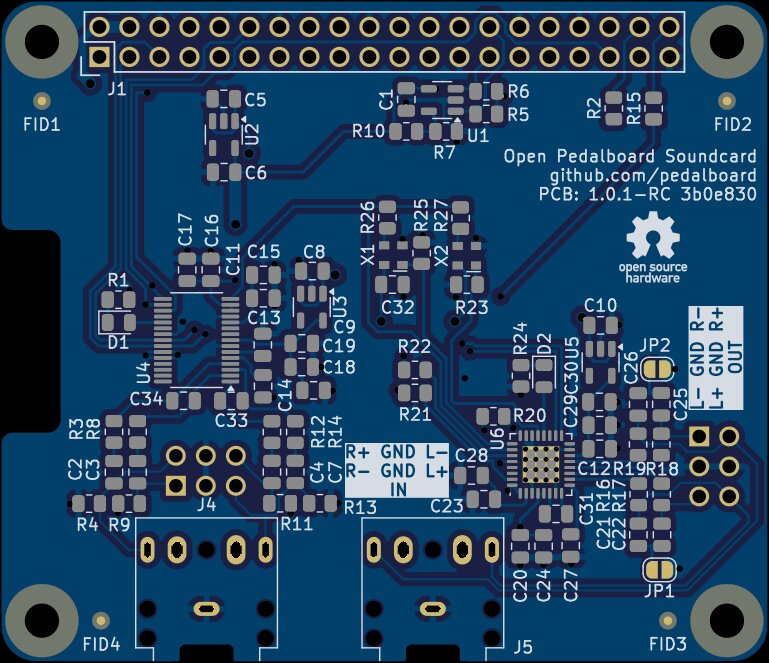 J1
FID1
FID2
C5
U2
C6
C1
R6
R5
R10
U1
R7
R2
R15
Open Pedalboard Soundcard
github.com/pedalboard
PCB: 1.0.1-RC 3b0e830
open source
hardware
C17
C16
C11
C15
C13
C8
U3
C9
R26
R25
R27
X1
X2
C32
R23
R1
D1
U4
C19
C18
C14
C34
C33
R22
R21
R24
D2
U5
C10
C30
C29
C26
JP2
C25
L- GND R-
L+ GND R+
OUT
R3
R8
C2
C3
R4
R9
J4
R12
R14
C4
C7
R11
R13
R+ GND L-
R- GND L+
IN
C28
C23
R20
U6
C12
R19
R18
C31
C21
R16
C22
R17
C20
C24
C27
JP1
FID4
J5
FID3